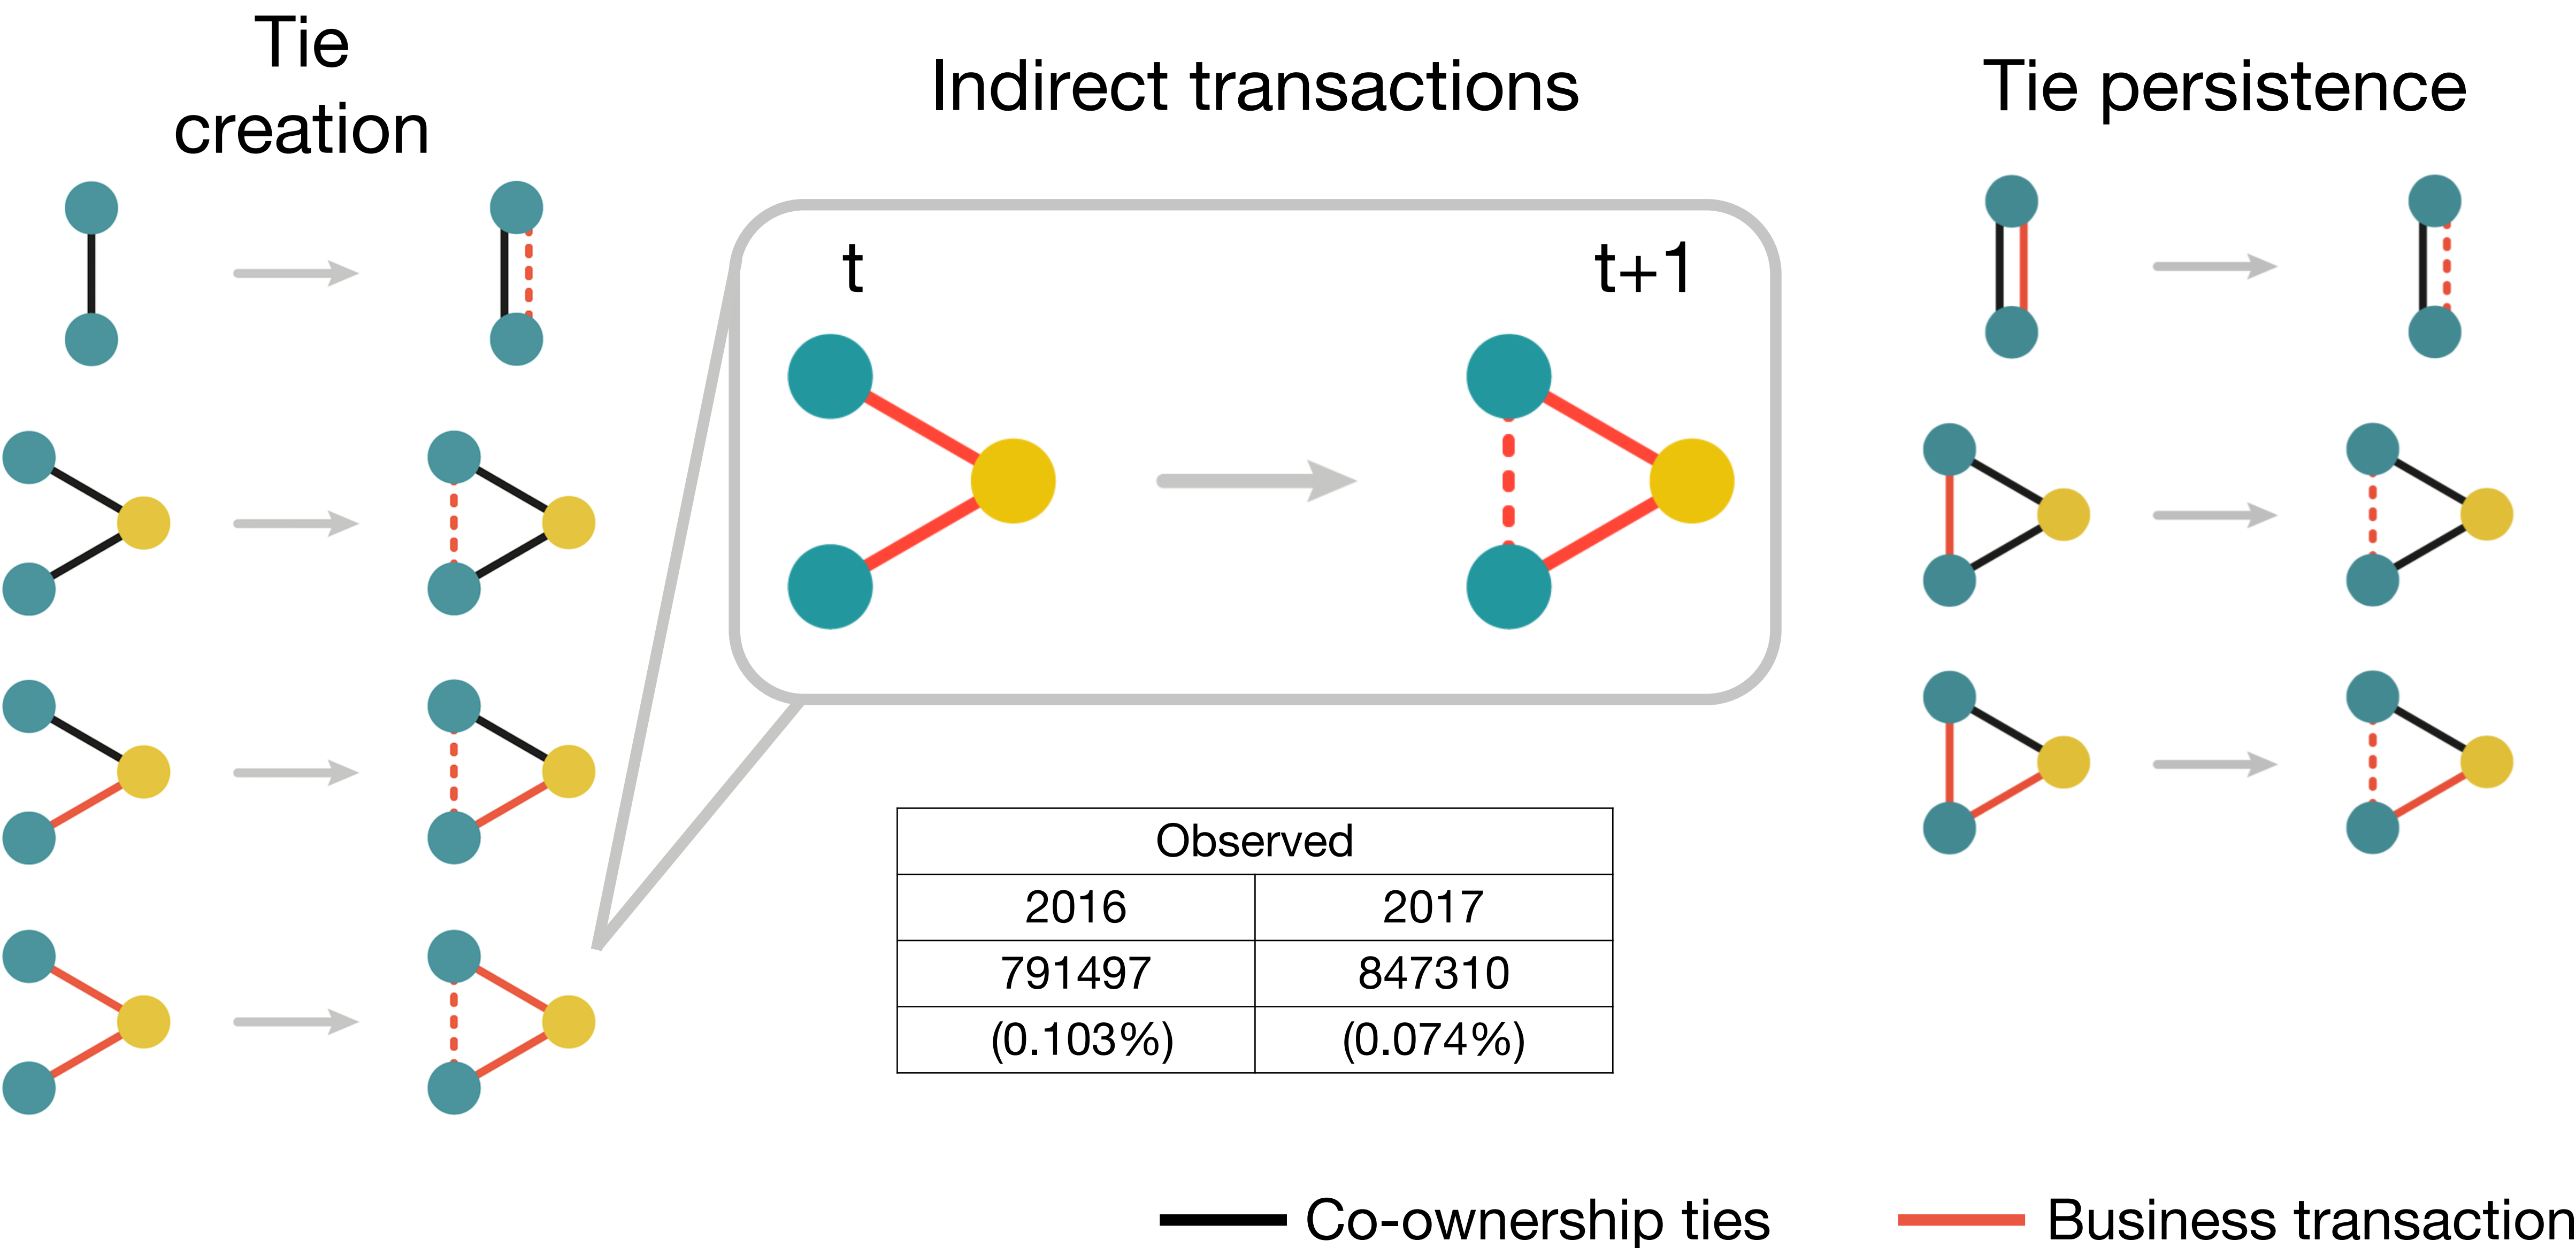 Tie
creation
Indirect transactions
Tie persistence
t
t+1
Observed
2016
2017
791497
847310
(0.103%)
(0.074%)
Co-ownership ties
Business transaction